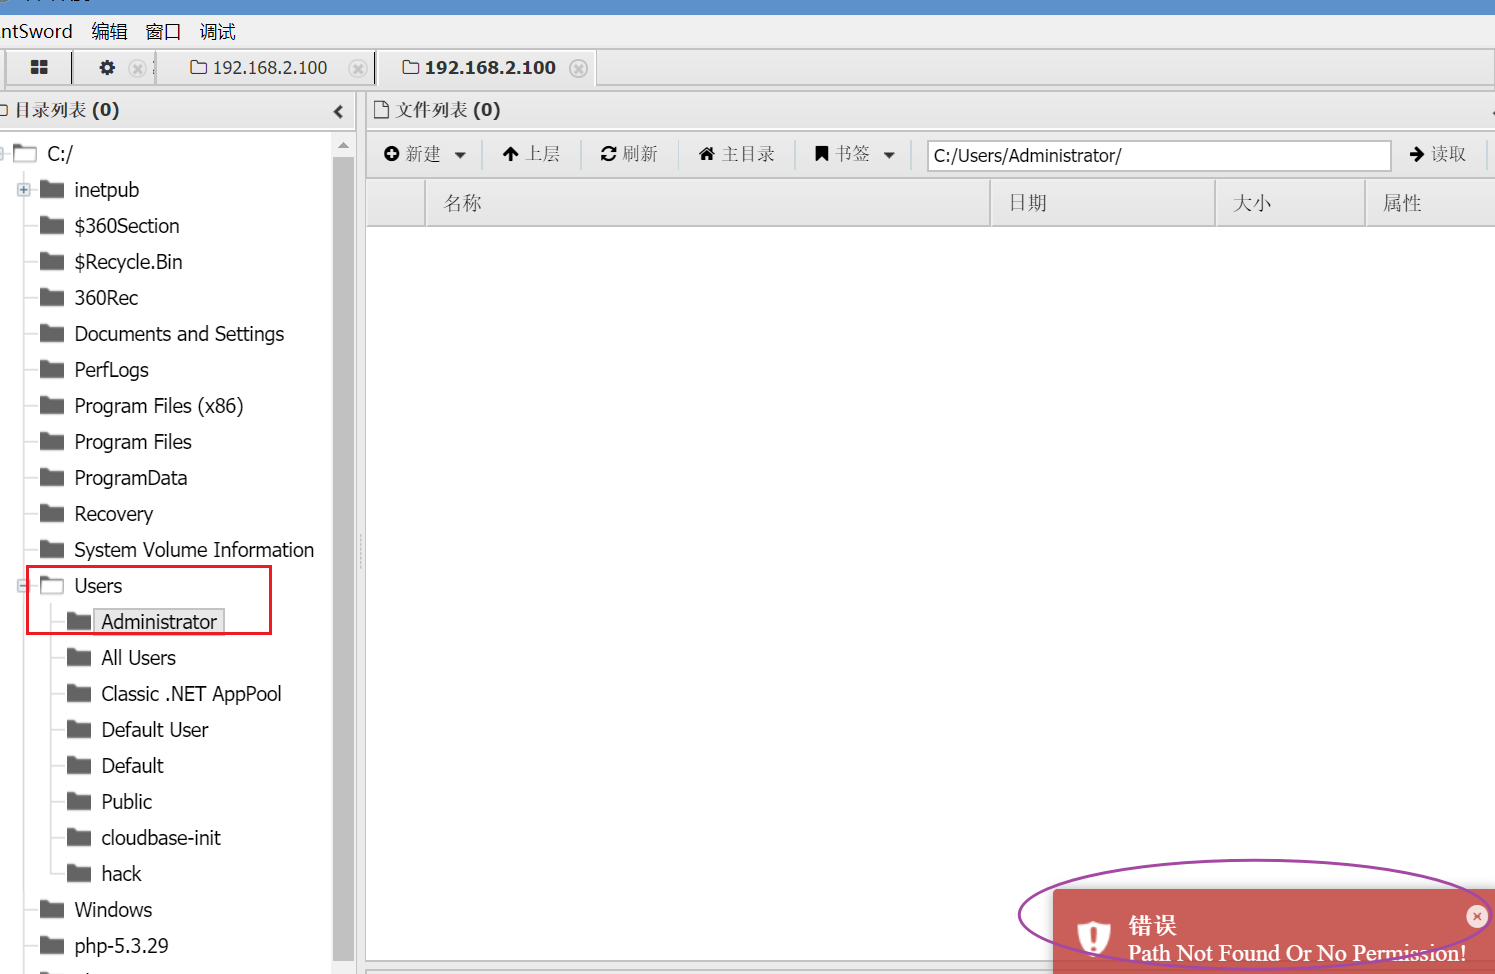 ntSword 编辑 窗口 调试
192.168.2.100 192.168.2.100
目录列表 (0)
文件列表 (0)
新建 上层 刷新 主目录 书签 C:/Users/Administrator/ 读取
名称 日期 大小 属性
C:/
inetpub
$360Section
$Recycle.Bin
360Rec
Documents and Settings
PerfLogs
Program Files (x86)
Program Files
ProgramData
Recovery
System Volume Information
Users
Administrator
All Users
Classic .NET AppPool
Default User
Default
Public
cloudbase-init
hack
Windows
php-5.3.29
错误
Path Not Found Or No Permission!